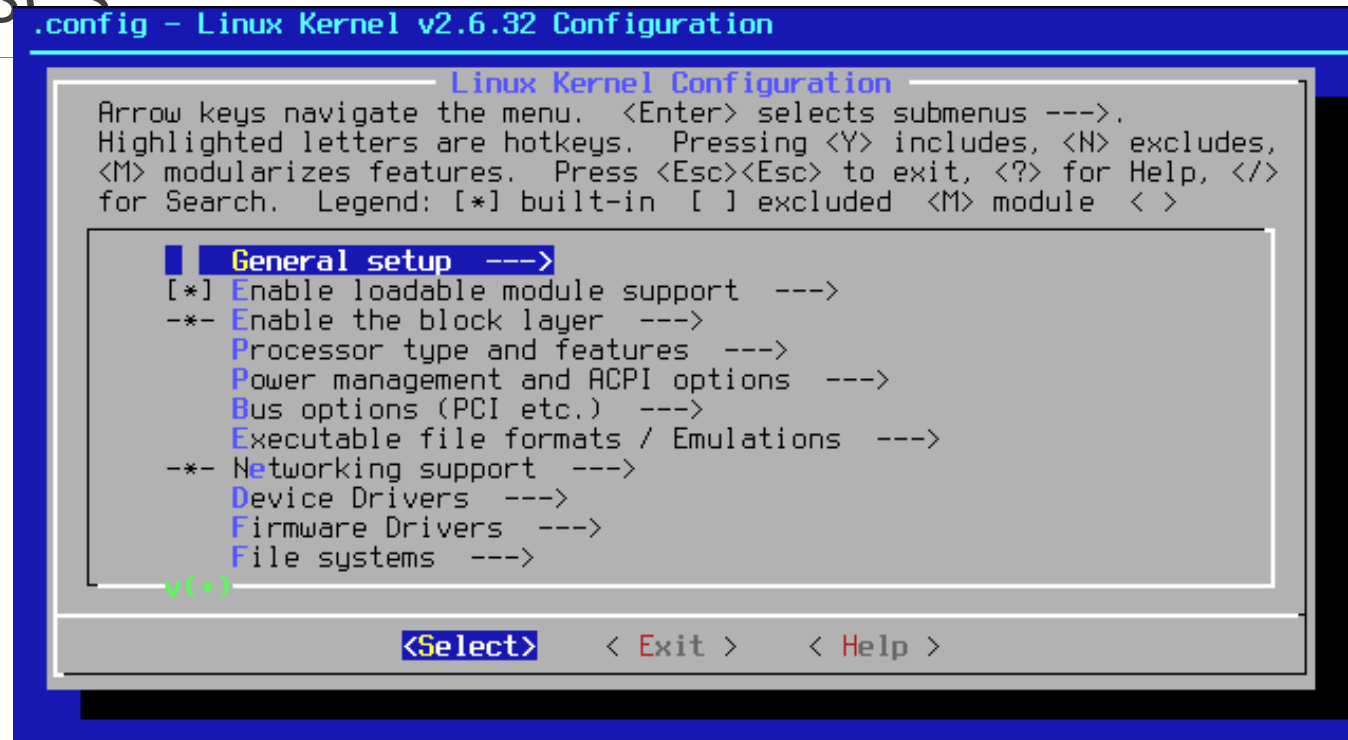 .config - Linux Kernel v2.6.32 Configuration
Linux Kernel Configuration
Arrow keys navigate the menu.  <Enter> selects submenus --->.
Highlighted letters are hotkeys.  Pressing <Y> includes, <N> excludes,
<M> modularizes features.  Press <Esc><Esc> to exit, <?> for Help, </>
for Search.  Legend: [*] built-in  [ ] excluded  <M> module  < >
General setup  --->
[*] Enable loadable module support  --->
-*- Enable the block layer  --->
Processor type and features  --->
Power management and ACPI options  --->
Bus options (PCI etc.)  --->
Executable file formats / Emulations  --->
-*- Networking support  --->
Device Drivers  --->
Firmware Drivers  --->
File systems  --->
v(+)
<Select>    < Exit >    < Help >